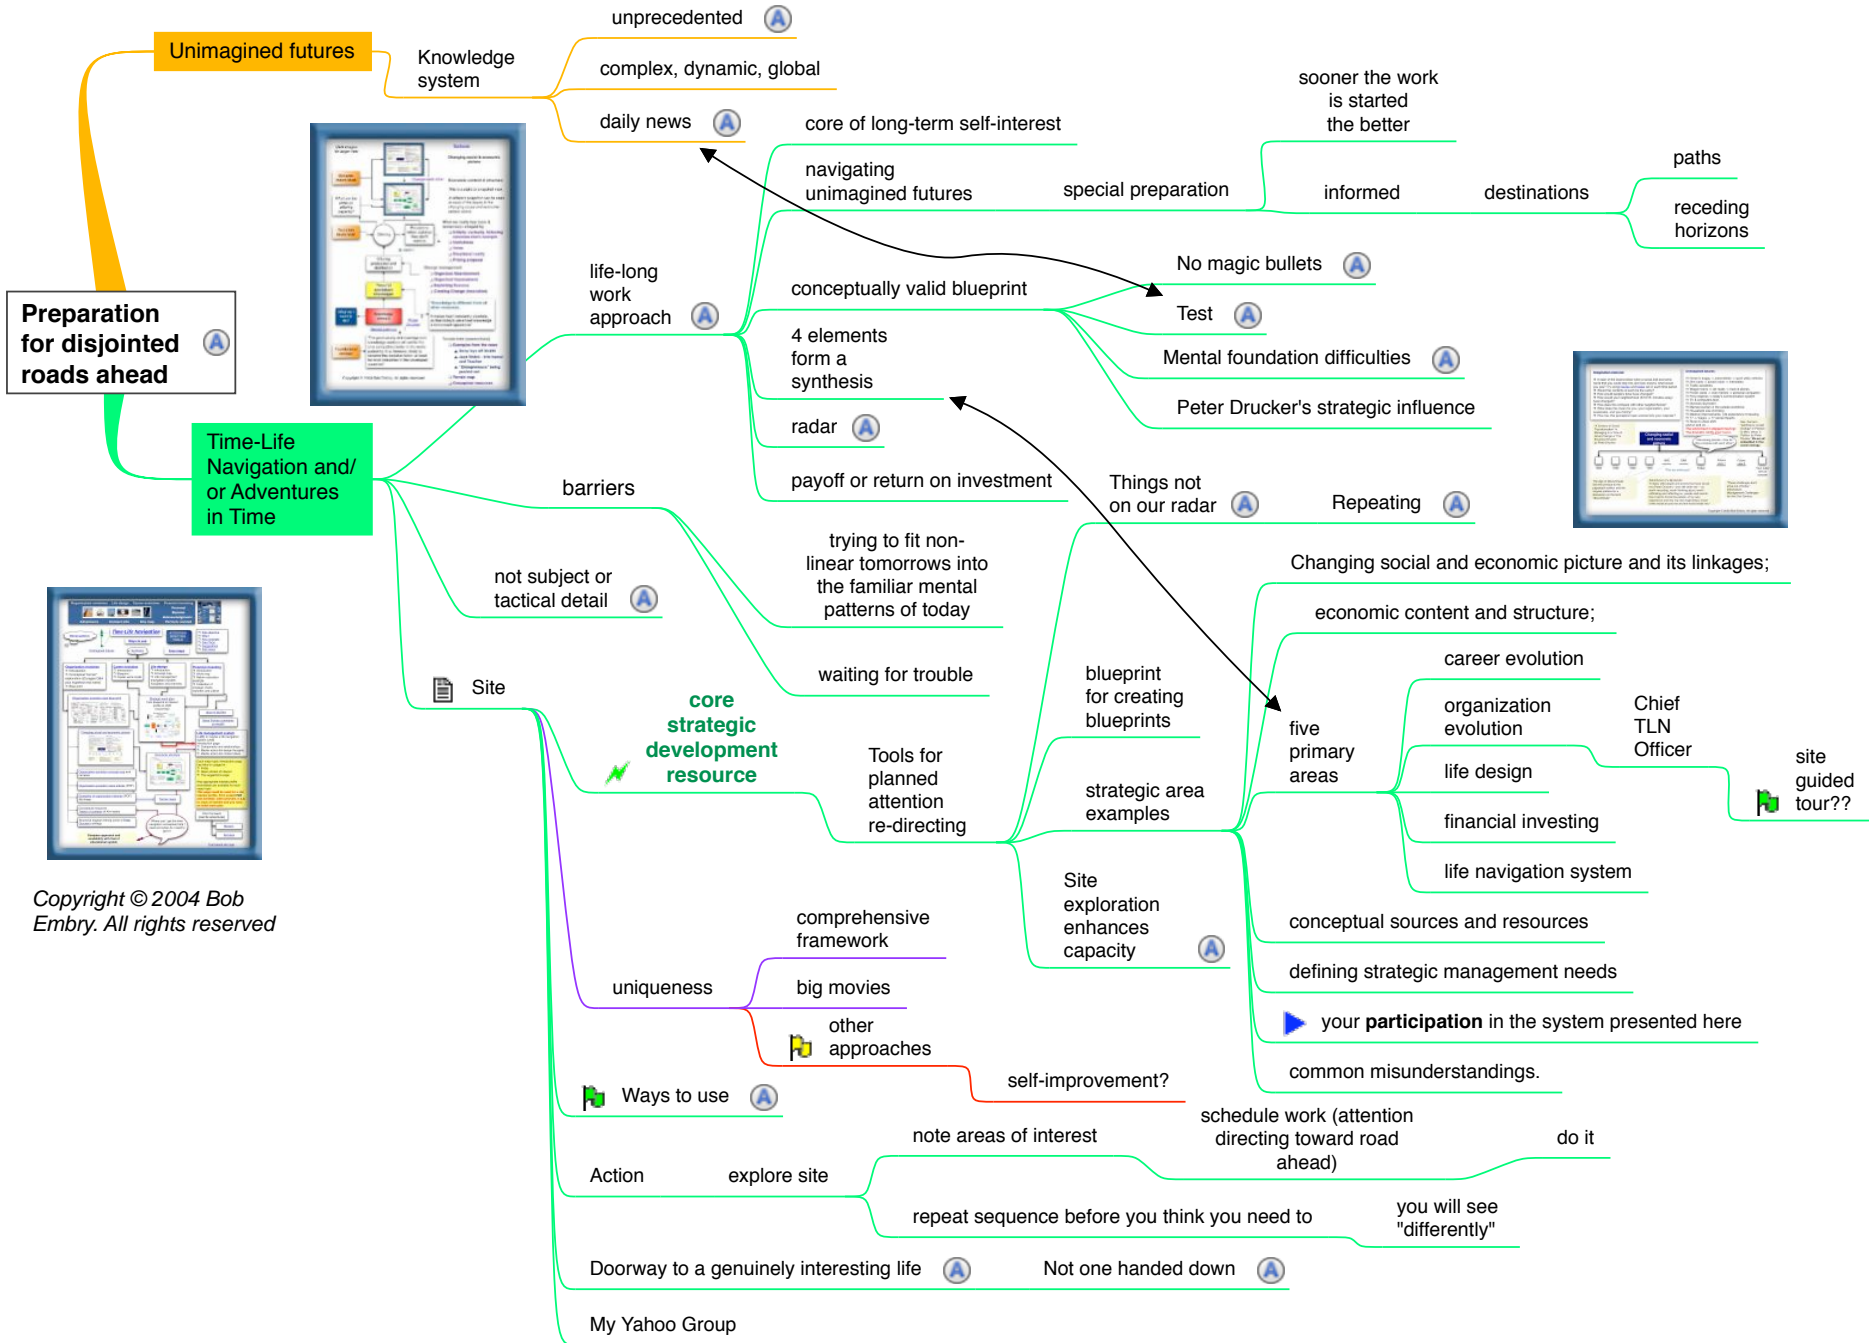 Preparation
for disjointed
roads ahead
Unimagined futures
Knowledge
system
unprecedented
complex, dynamic, global
daily news
Time-Life
Navigation and/
or Adventures
in Time
life-long
work
approach
core of long-term self-interest
navigating
unimagined futures
special preparation
sooner the work
is started
the better
informed
destinations
paths
receding
horizons
conceptually valid blueprint
No magic bullets
Test
Mental foundation difficulties
Peter Drucker's strategic influence
4 elements
form a
synthesis
radar
payoff or return on investment
barriers
trying to fit non-
linear tomorrows into
the familiar mental
patterns of today
waiting for trouble
not subject or
tactical detail
Site
core
strategic
development
resource
Tools for
planned
attention
re-directing
Things not
on our radar
Repeating
blueprint
for creating
blueprints
strategic area
examples
Changing social and economic picture and its linkages;
economic content and structure;
five
primary
areas
career evolution
organization
evolution
Chief
TLN
Officer
site
guided
tour??
life design
financial investing
life navigation system
conceptual sources and resources
defining strategic management needs
your participation in the system presented here
common misunderstandings.
Site
exploration
enhances
capacity
uniqueness
comprehensive
framework
big movies
other
approaches
self-improvement?
Ways to use
Action
explore site
note areas of interest
schedule work (attention
directing toward road
ahead)
do it
repeat sequence before you think you need to
you will see
"differently"
Doorway to a genuinely interesting life
Not one handed down
My Yahoo Group
Copyright © 2004 Bob
Embry. All rights reserved